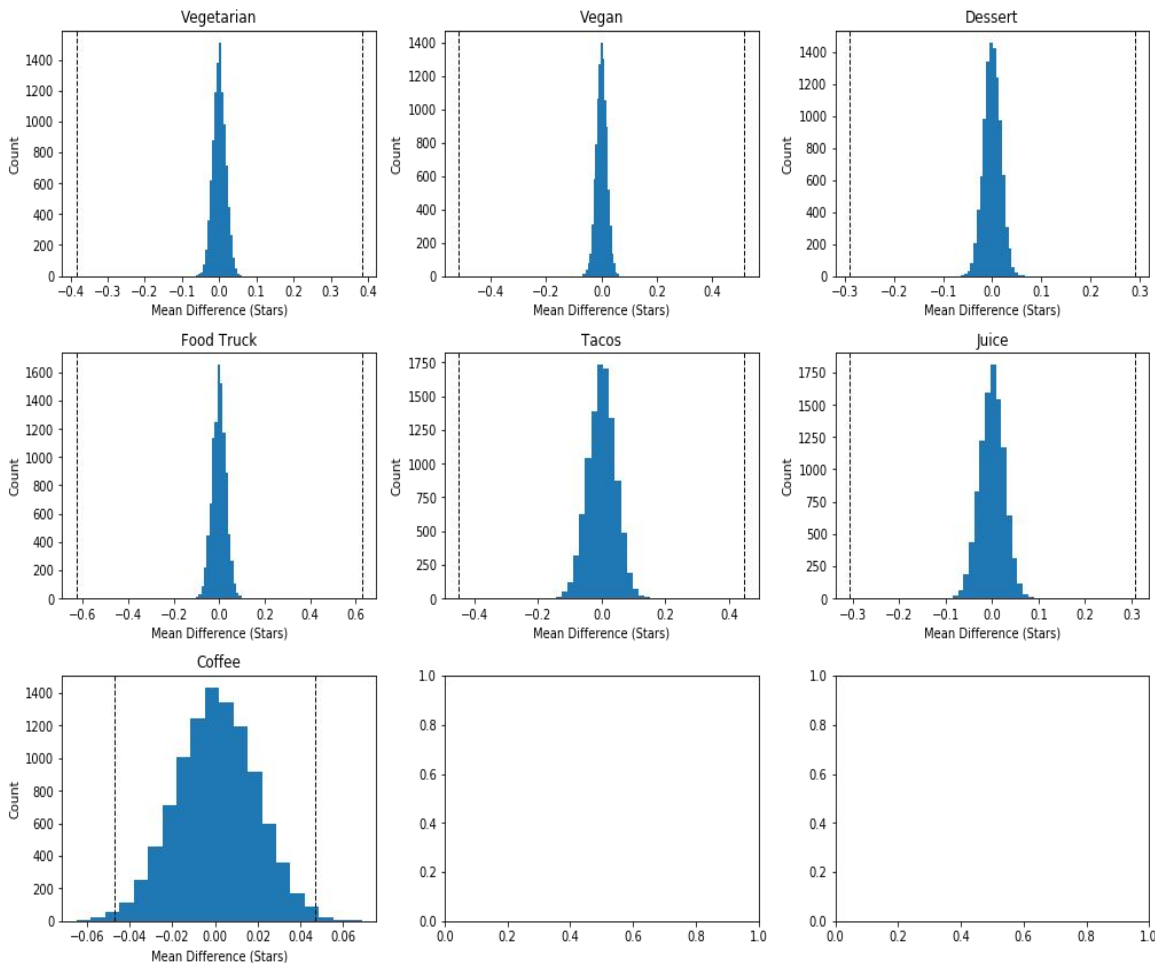 Vegetarian
1400
1200
1000
800
600
400
200
0
Count
−0.4 −0.3 −0.2 −0.1 0.0 0.1 0.2 0.3 0.4
Mean Difference (Stars)
Vegan
1400
1200
1000
800
600
400
200
0
Count
−0.4 −0.2 0.0 0.2 0.4
Mean Difference (Stars)
Dessert
1400
1200
1000
800
600
400
200
0
Count
−0.3 −0.2 −0.1 0.0 0.1 0.2 0.3
Mean Difference (Stars)
Food Truck
1600
1400
1200
1000
800
600
400
200
0
Count
−0.6 −0.4 −0.2 0.0 0.2 0.4 0.6
Mean Difference (Stars)
Tacos
1750
1500
1250
1000
750
500
250
0
Count
−0.4 −0.2 0.0 0.2 0.4
Mean Difference (Stars)
Juice
1750
1500
1250
1000
750
500
250
0
Count
−0.3 −0.2 −0.1 0.0 0.1 0.2 0.3
Mean Difference (Stars)
Coffee
1400
1200
1000
800
600
400
200
0
Count
−0.06 −0.04 −0.02 0.00 0.02 0.04 0.06
Mean Difference (Stars)
1.0
0.8
0.6
0.4
0.2
0.0
0.0 0.2 0.4 0.6 0.8 1.0
1.0
0.8
0.6
0.4
0.2
0.0
0.0 0.2 0.4 0.6 0.8 1.0